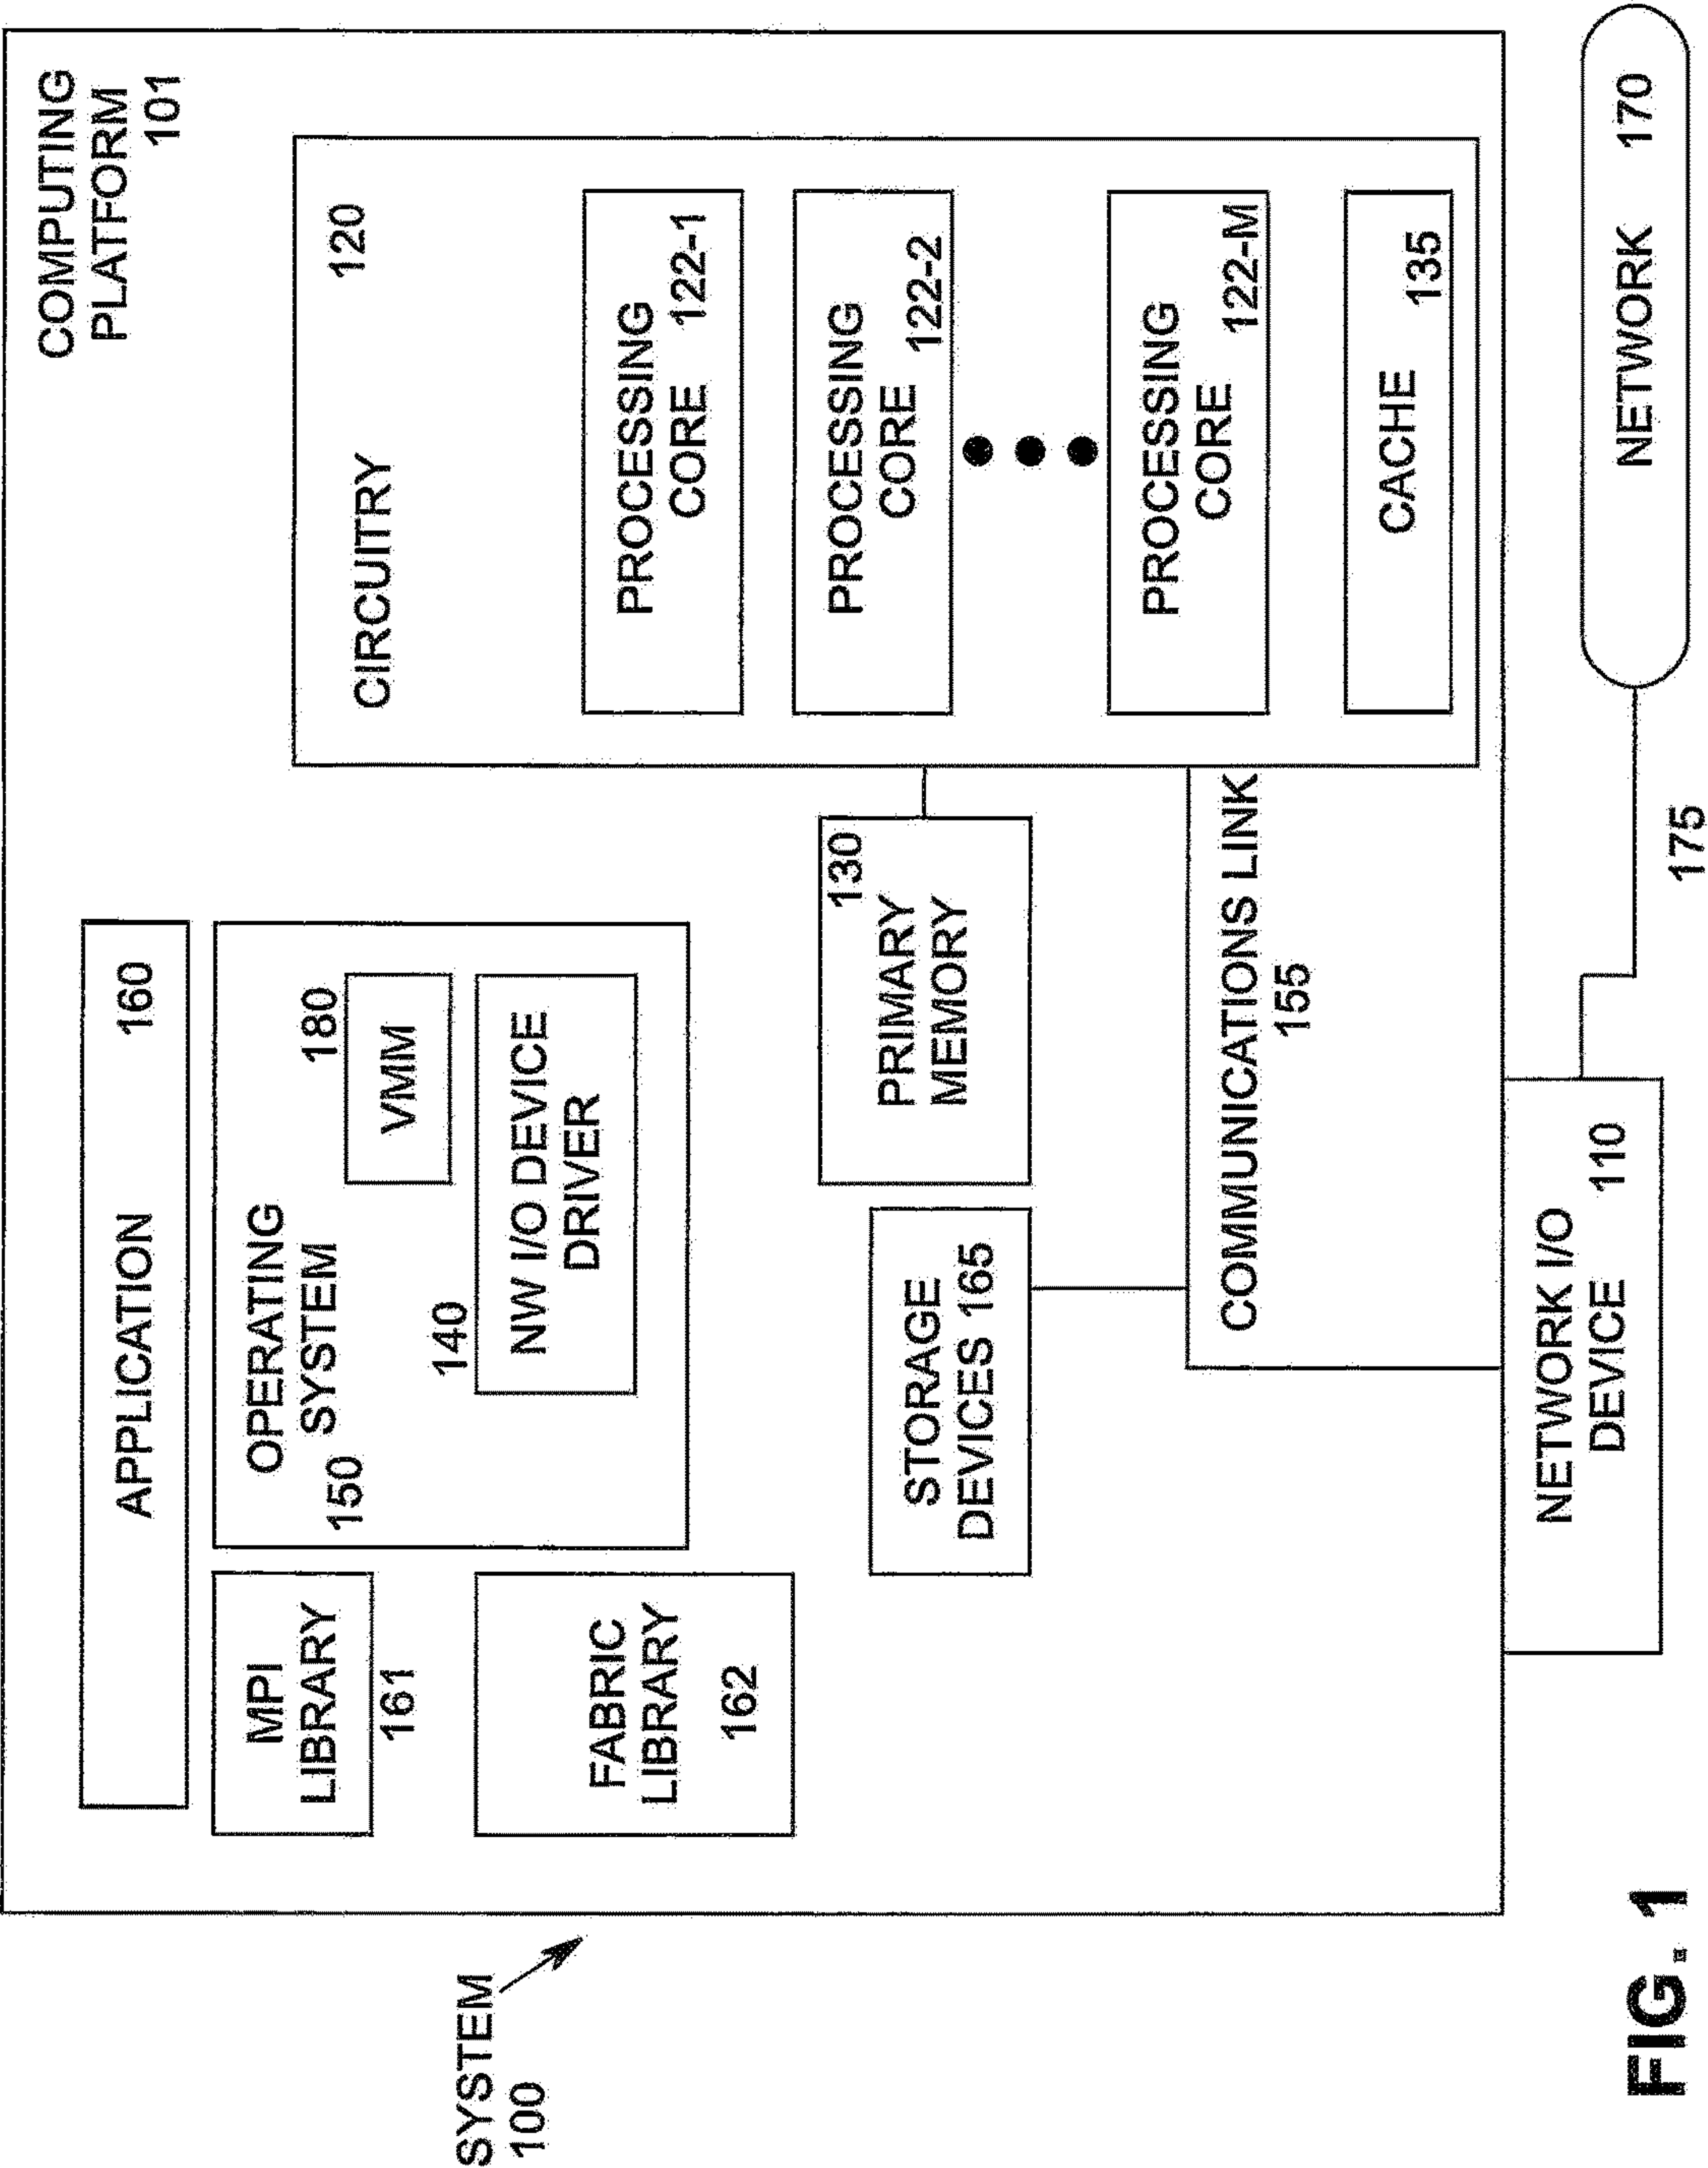 COMPUTING
PLATFORM
101
APPLICATION 160
MPI
LIBRARY
161
OPERATING
SYSTEM
150
180
VMM
140
NW I/O DEVICE
DRIVER
FABRIC
LIBRARY
162
CIRCUITRY 120
PROCESSING
CORE 122-1
PROCESSING
CORE 122-2
PROCESSING
CORE 122-M
CACHE 135
130
PRIMARY
MEMORY
STORAGE
DEVICES 165
COMMUNICATIONS LINK
155
NETWORK I/O
DEVICE 110
175
NETWORK 170
SYSTEM
100
FIG. 1